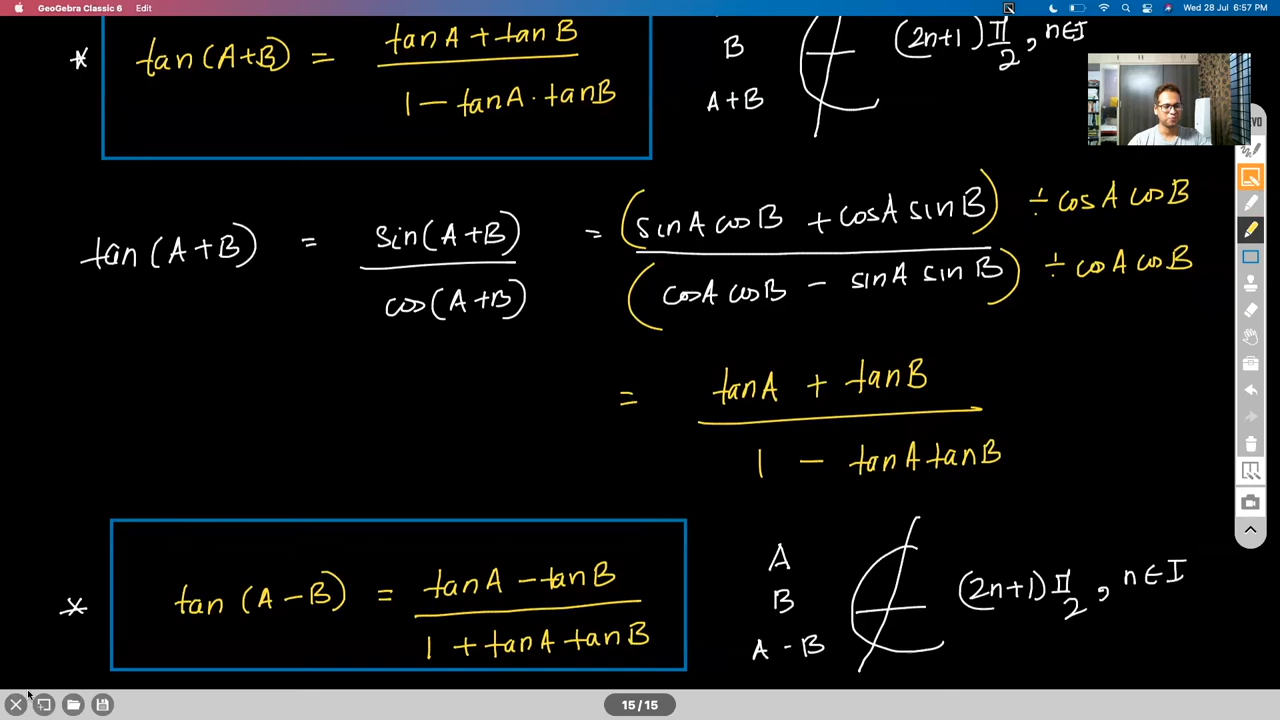 GeoGebra Classic 6 Edit Wed 28 Jul 6:57 PM
* tan(A+B) = tanA + tanB
1 - tanA · tanB
B
A+B
∉ (2n+1)π/2, n∈I
tan(A+B) = sin(A+B) = (sinA cosB + cosA sinB) ÷ cosA cosB
cos(A+B) (cosA cosB - sinA sinB) ÷ cosA cosB
= tanA + tanB
1 - tanA tanB
* tan(A-B) = tanA - tanB
1 + tanA tanB
A
B
A-B
∉ (2n+1)π/2, n∈I
15/15